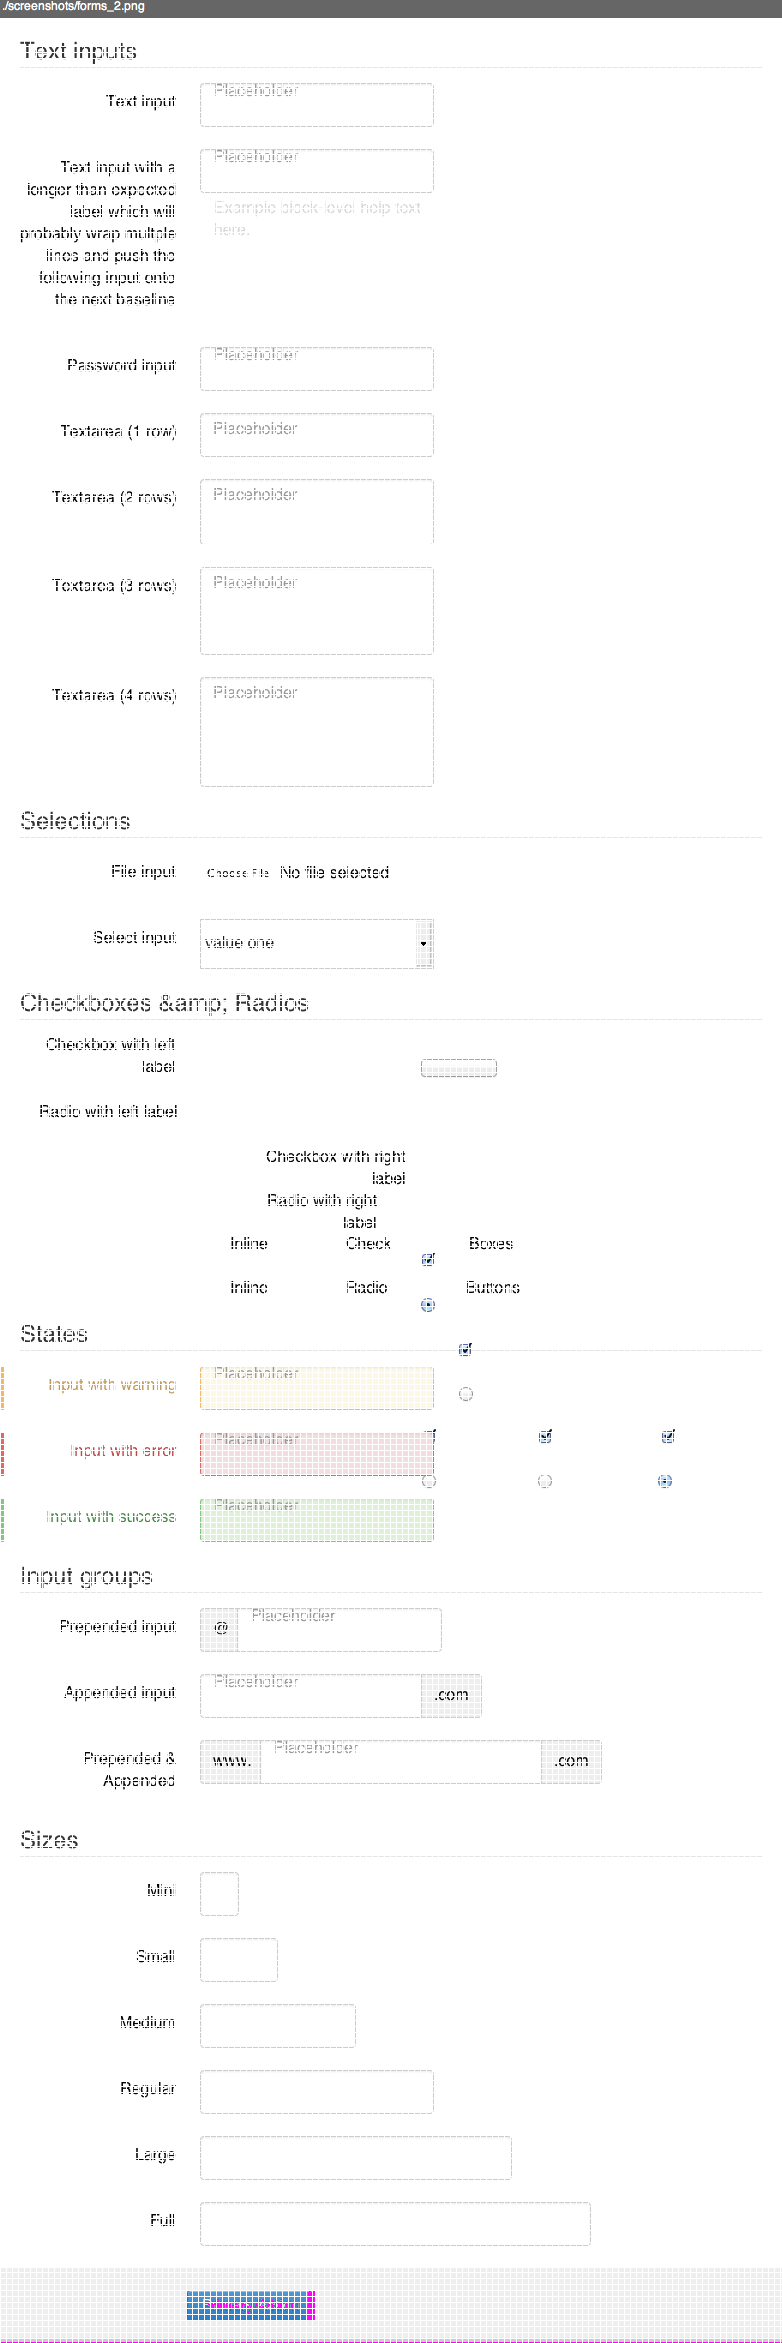 ./screenshots/forms_2.png
Text inputs
Text input
Placeholder
Text input with a
longer than expected
label which will
probably wrap multiple
lines and push the
following input onto
the next baseline
Placeholder
Example block-level help text
here.
Password input
Placeholder
Textarea (1 row)
Placeholder
Textarea (2 rows)
Placeholder
Textarea (3 rows)
Placeholder
Textarea (4 rows)
Placeholder
Selections
File input
Choose File No file selected
Select input
value one
Checkboxes &amp; Radios
Checkbox with left
label
Radio with left label
Checkbox with right
label
Radio with right
label
Inline Check Boxes
Inline Radio Buttons
States
Input with warning
Placeholder
Input with error
Placeholder
Input with success
Placeholder
Input groups
Prepended input
@ Placeholder
Appended input
Placeholder .com
Prepended &
Appended
www. Placeholder .com
Sizes
Mini
Small
Medium
Regular
Large
Full